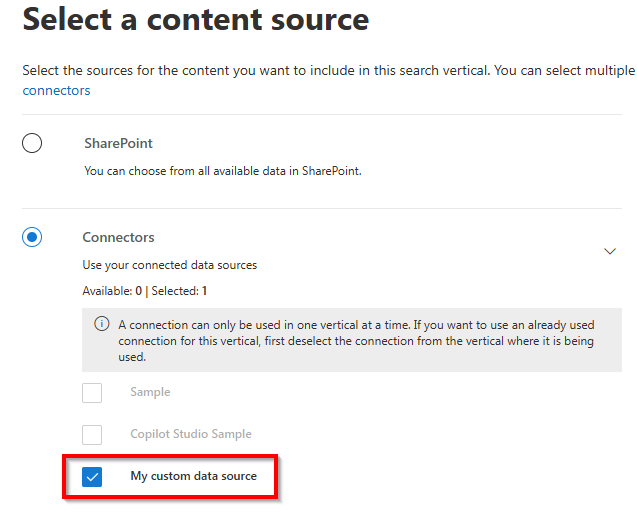 Select a content source
Select the sources for the content you want to include in this search vertical. You can select multiple
connectors
SharePoint
You can choose from all available data in SharePoint.
Connectors
Use your connected data sources
Available: 0 | Selected: 1
A connection can only be used in one vertical at a time. If you want to use an already used
connection for this vertical, first deselect the connection from the vertical where it is being
used.
Sample
Copilot Studio Sample
My custom data source